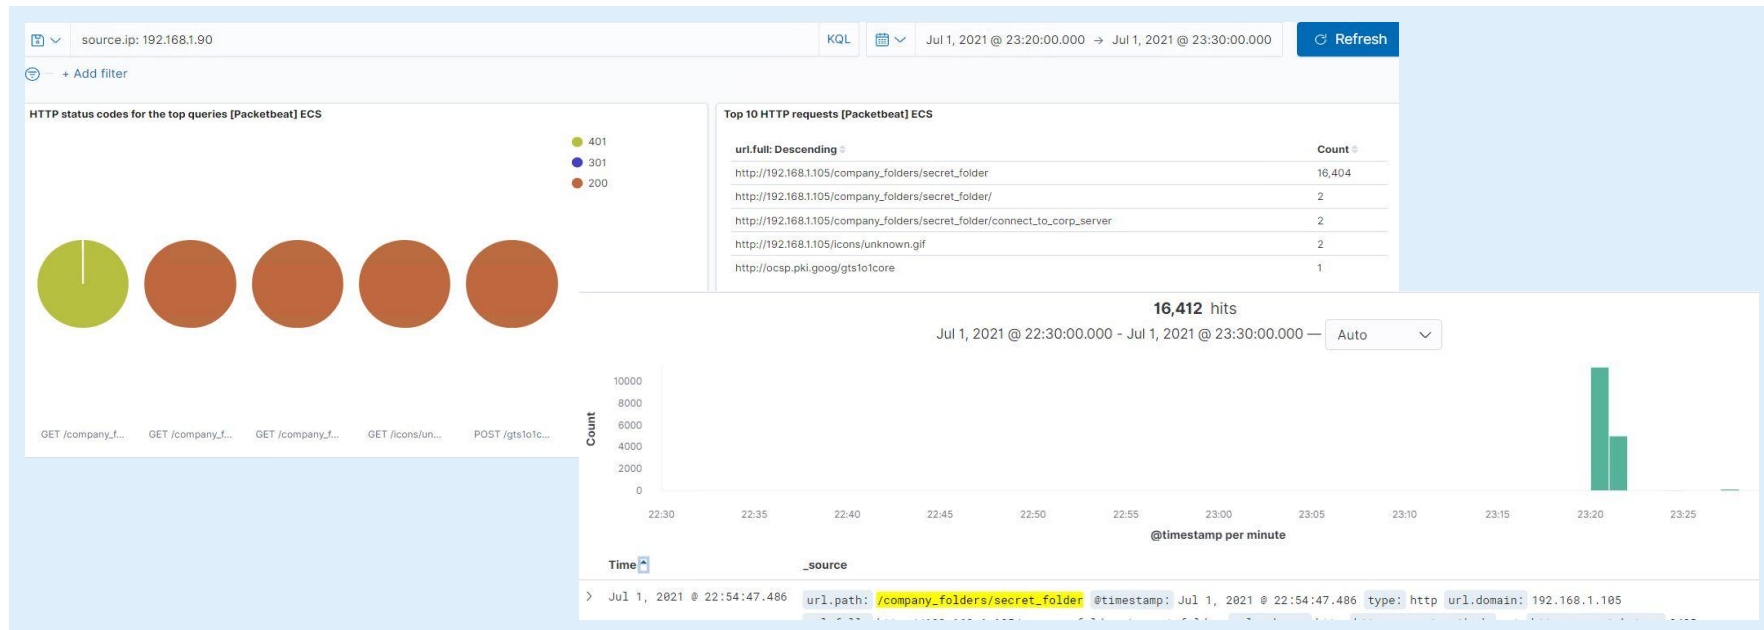 source.ip: 192.168.1.90
KQL
Jul 1, 2021 @ 23:20:00.000 → Jul 1, 2021 @ 23:30:00.000
Refresh
+ Add filter
HTTP status codes for the top queries [Packetbeat] ECS
401
301
200
GET /company_f...
GET /company_f...
GET /company_f...
GET /icons/un...
POST /gts1o1c...
Top 10 HTTP requests [Packetbeat] ECS
url.full: Descending Count
http://192.168.1.105/company_folders/secret_folder 16,404
http://192.168.1.105/company_folders/secret_folder/ 2
http://192.168.1.105/company_folders/secret_folder/connect_to_corp_server 2
http://192.168.1.105/icons/unknown.gif 2
http://ocsp.pki.goog/gts1o1core 1
16,412 hits
Jul 1, 2021 @ 22:30:00.000 - Jul 1, 2021 @ 23:30:00.000 — Auto
Count
10000
8000
6000
4000
2000
0
22:30 22:35 22:40 22:45 22:50 22:55 23:00 23:05 23:10 23:15 23:20 23:25
@timestamp per minute
Time _source
> Jul 1, 2021 @ 22:54:47.486 url.path: /company_folders/secret_folder @timestamp: Jul 1, 2021 @ 22:54:47.486 type: http url.domain: 192.168.1.105